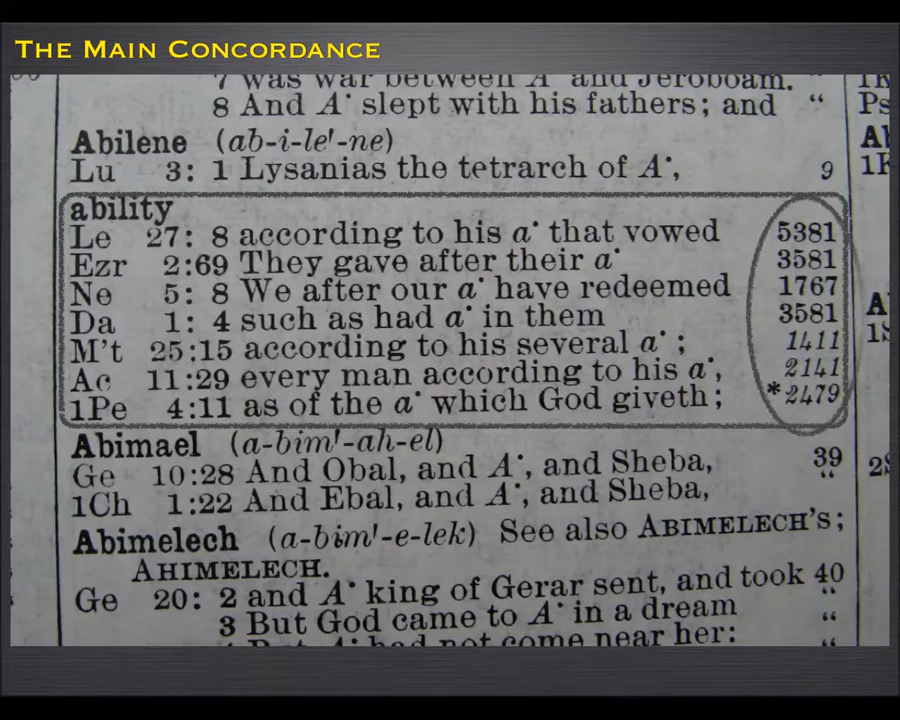 THE MAIN CONCORDANCE
7 was war between A· and Jeroboam. "
8 And A· slept with his fathers; and "
Abilene (ab-i-le'-ne)
Lu 3: 1 Lysanias the tetrarch of A·, 9
ability
Le 27: 8 according to his a· that vowed 5381
Ezr 2:69 They gave after their a· 3581
Ne 5: 8 We after our a· have redeemed 1767
Da 1: 4 such as had a· in them 3581
M't 25:15 according to his several a·; 1411
Ac 11:29 every man according to his a·, 2141
1Pe 4:11 as of the a· which God giveth; *2479
Abimael (a-bim'-ah-el)
Ge 10:28 And Obal, and A·, and Sheba, 39
1Ch 1:22 And Ebal, and A·, and Sheba, "
Abimelech (a-bim'-e-lek) See also ABIMELECH'S;
AHIMELECH.
Ge 20: 2 and A· king of Gerar sent, and took 40
3 But God came to A· in a dream "
4 But A· had not come near her: "